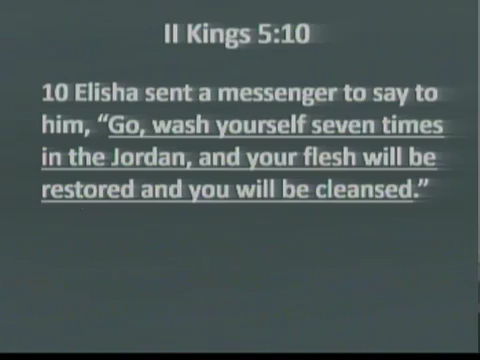 II Kings 5:10
10 Elisha sent a messenger to say to
him, “Go, wash yourself seven times
in the Jordan, and your flesh will be
restored and you will be cleansed.”